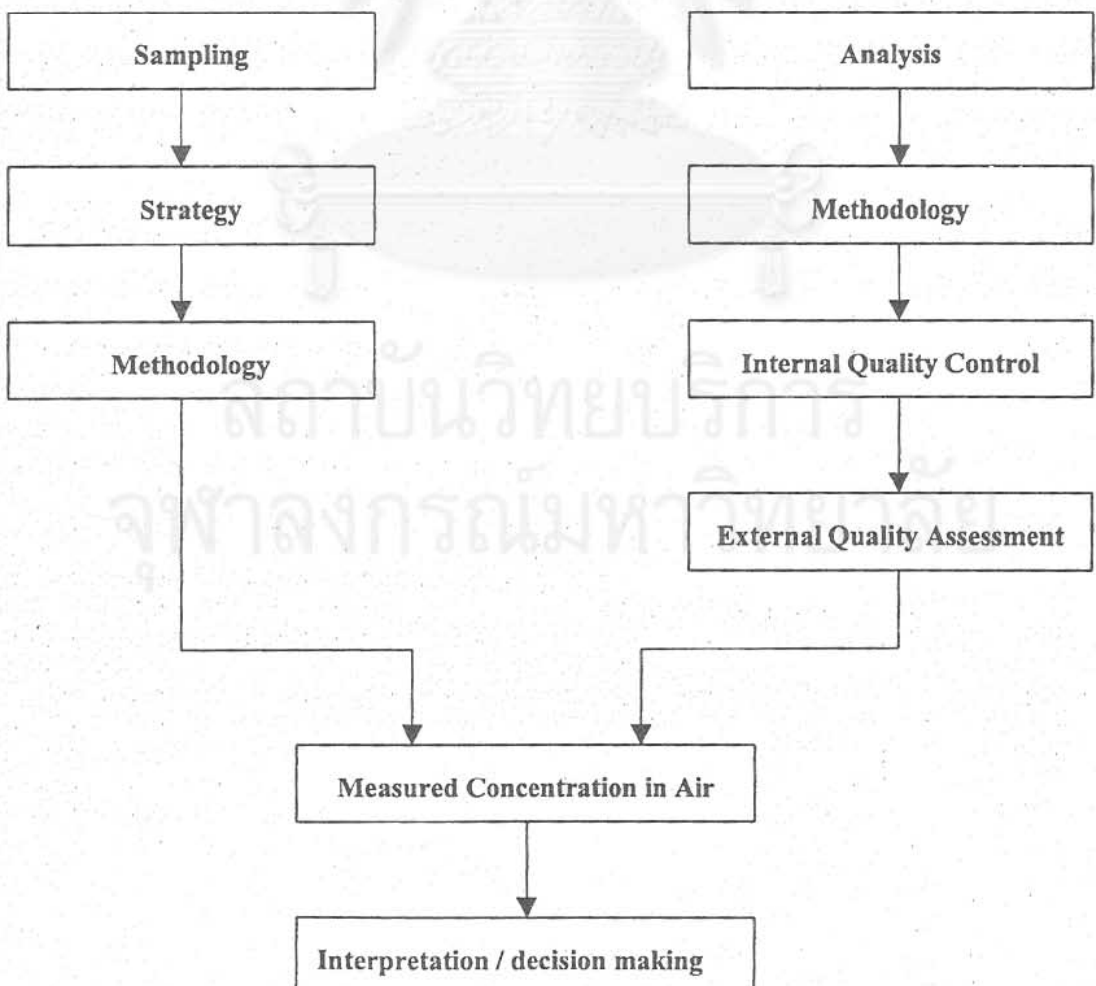 Sampling
Analysis
Strategy
Methodology
Methodology
Internal Quality Control
External Quality Assessment
สถาบันวิทยบริการ
จุฬาลงกรณ์มหาวิทยาลัย
Measured Concentration in Air
Interpretation / decision making